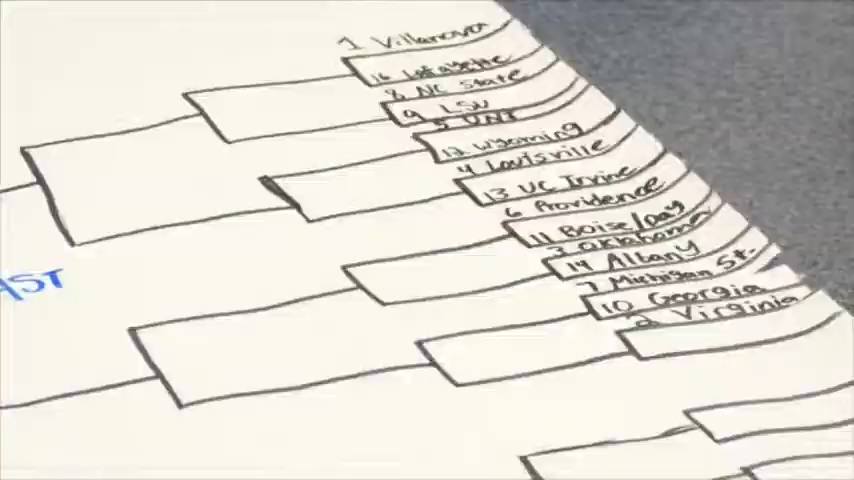 1 Villanova
16 Lafayette
8 NC State
9 LSU
5 UNI
12 Wyoming
4 Louisville
13 UC Irvine
6 Providence
11 Boise/Day
3 Oklahoma
14 Albany
7 Michigan St.
10 Georgia
2 Virginia
AST